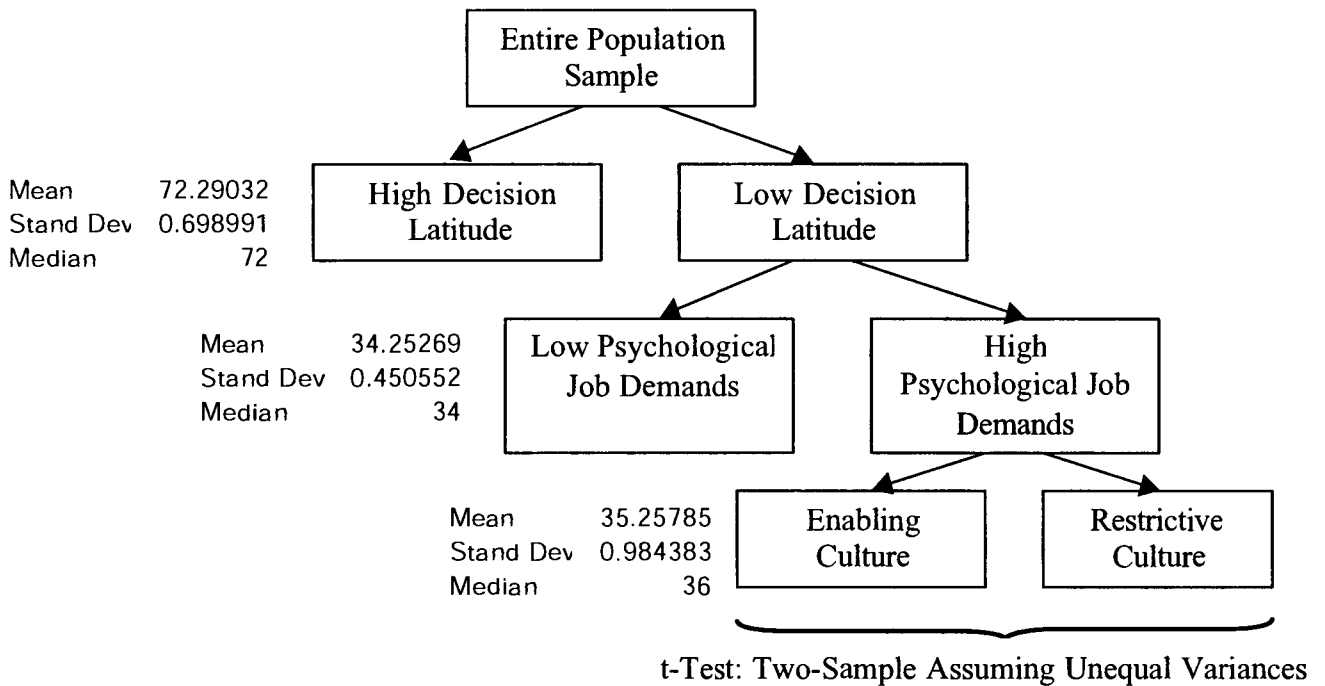 Entire Population
Sample
Mean 72.29032
Stand Dev 0.698991
Median 72
High Decision
Latitude
Low Decision
Latitude
Mean 34.25269
Stand Dev 0.450552
Median 34
Low Psychological
Job Demands
High
Psychological Job
Demands
Mean 35.25785
Stand Dev 0.984383
Median 36
Enabling
Culture
Restrictive
Culture
t-Test: Two-Sample Assuming Unequal Variances